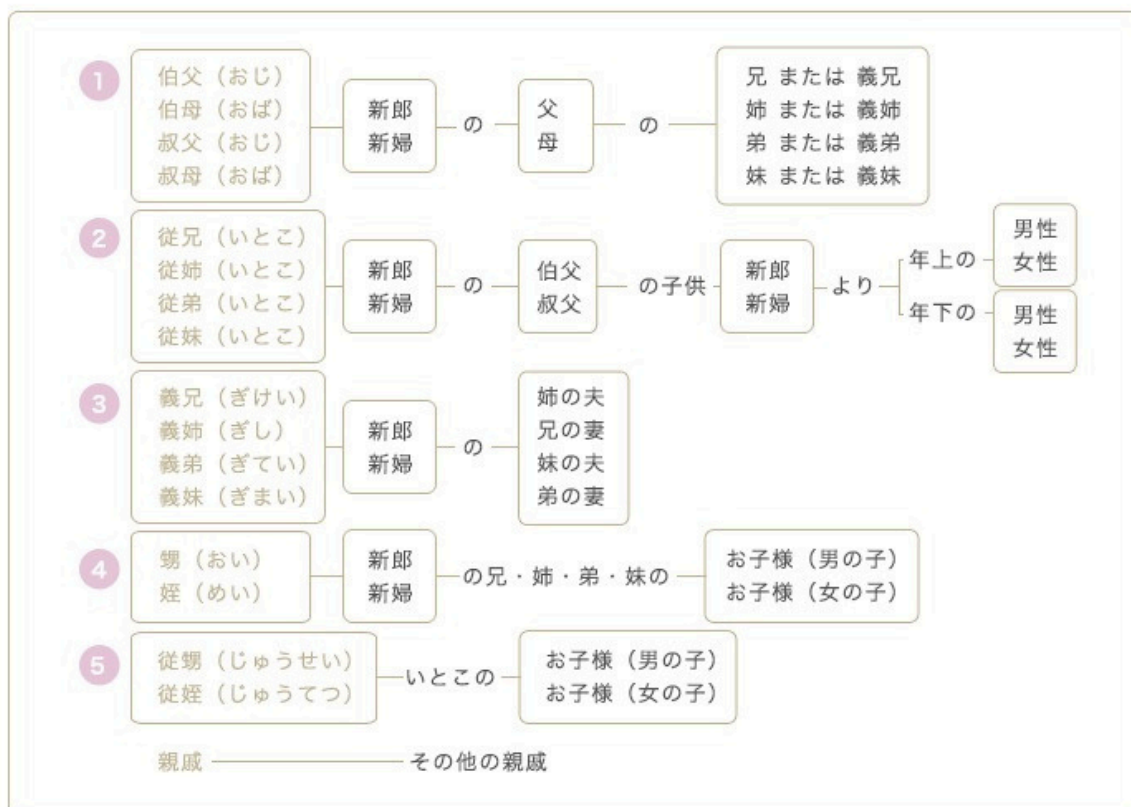 1
伯父（おじ）
伯母（おば）
叔父（おじ）
叔母（おば）
新郎
新婦
の
父
母
の
兄 または 義兄
姉 または 義姉
弟 または 義弟
妹 または 義妹
2
従兄（いとこ）
従姉（いとこ）
従弟（いとこ）
従妹（いとこ）
新郎
新婦
の
伯父
叔父
の子供
新郎
新婦
より
年上の
男性
女性
年下の
男性
女性
3
義兄（ぎけい）
義姉（ぎし）
義弟（ぎてい）
義妹（ぎまい）
新郎
新婦
の
姉の夫
兄の妻
妹の夫
弟の妻
4
甥（おい）
姪（めい）
新郎
新婦
の兄・姉・弟・妹の
お子様（男の子）
お子様（女の子）
5
従甥（じゅうせい）
従姪（じゅうてつ）
いとこの
お子様（男の子）
お子様（女の子）
親戚
その他の親戚